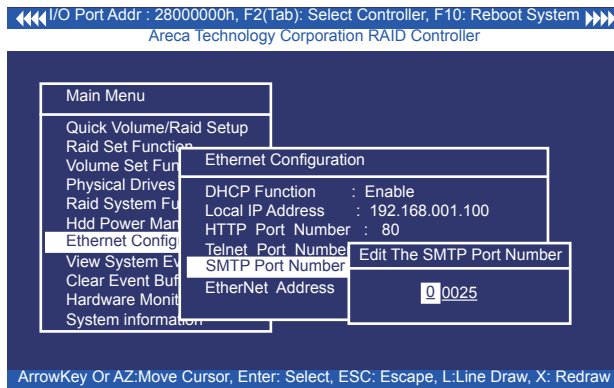 I/O Port Addr : 28000000h, F2(Tab): Select Controller, F10: Reboot System
Areca Technology Corporation RAID Controller
Main Menu
Quick Volume/Raid Setup
Raid Set Function
Volume Set Fun
Physical Drives
Raid System Fu
Hdd Power Man
Ethernet Config
View System Ev
Clear Event Buf
Hardware Monit
System information
Ethernet Configuration
DHCP Function : Enable
Local IP Address : 192.168.001.100
HTTP Port Number : 80
Telnet Port Numbe
SMTP Port Number
EtherNet Address
Edit The SMTP Port Number
0 0025
ArrowKey Or AZ:Move Cursor, Enter: Select, ESC: Escape, L:Line Draw, X: Redraw